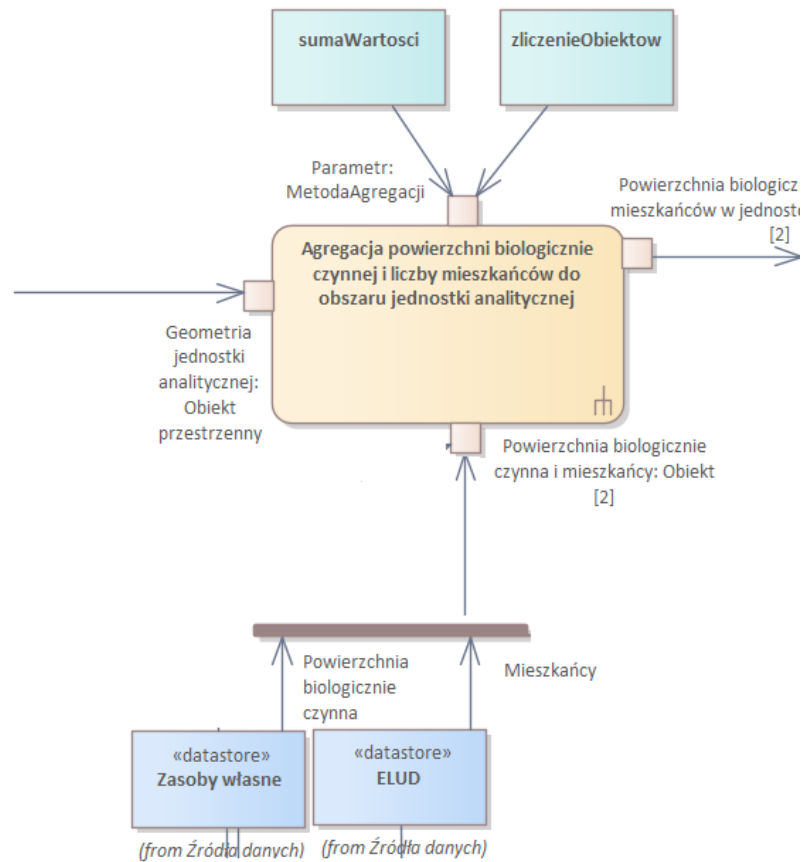 sumaWartosci
zliczenieObiektow
Parametr:
MetodaAgregacji
Powierzchnia
mieszkańców w
[2]
Agregacja powierzchni biologicznie
czynnej i liczby mieszkańców do
obszaru jednostki analitycznej
Geometria
jednostki
analitycznej:
Obiekt
przestrzenny
Powierzchnia biologicznie
czynna i mieszkańcy: Obiekt
[2]
Powierzchnia
biologicznie
czynna
Mieszkańcy
«datastore»
Zasoby własne
«datastore»
ELUD
(from Źródła danych)
(from Źródła danych)